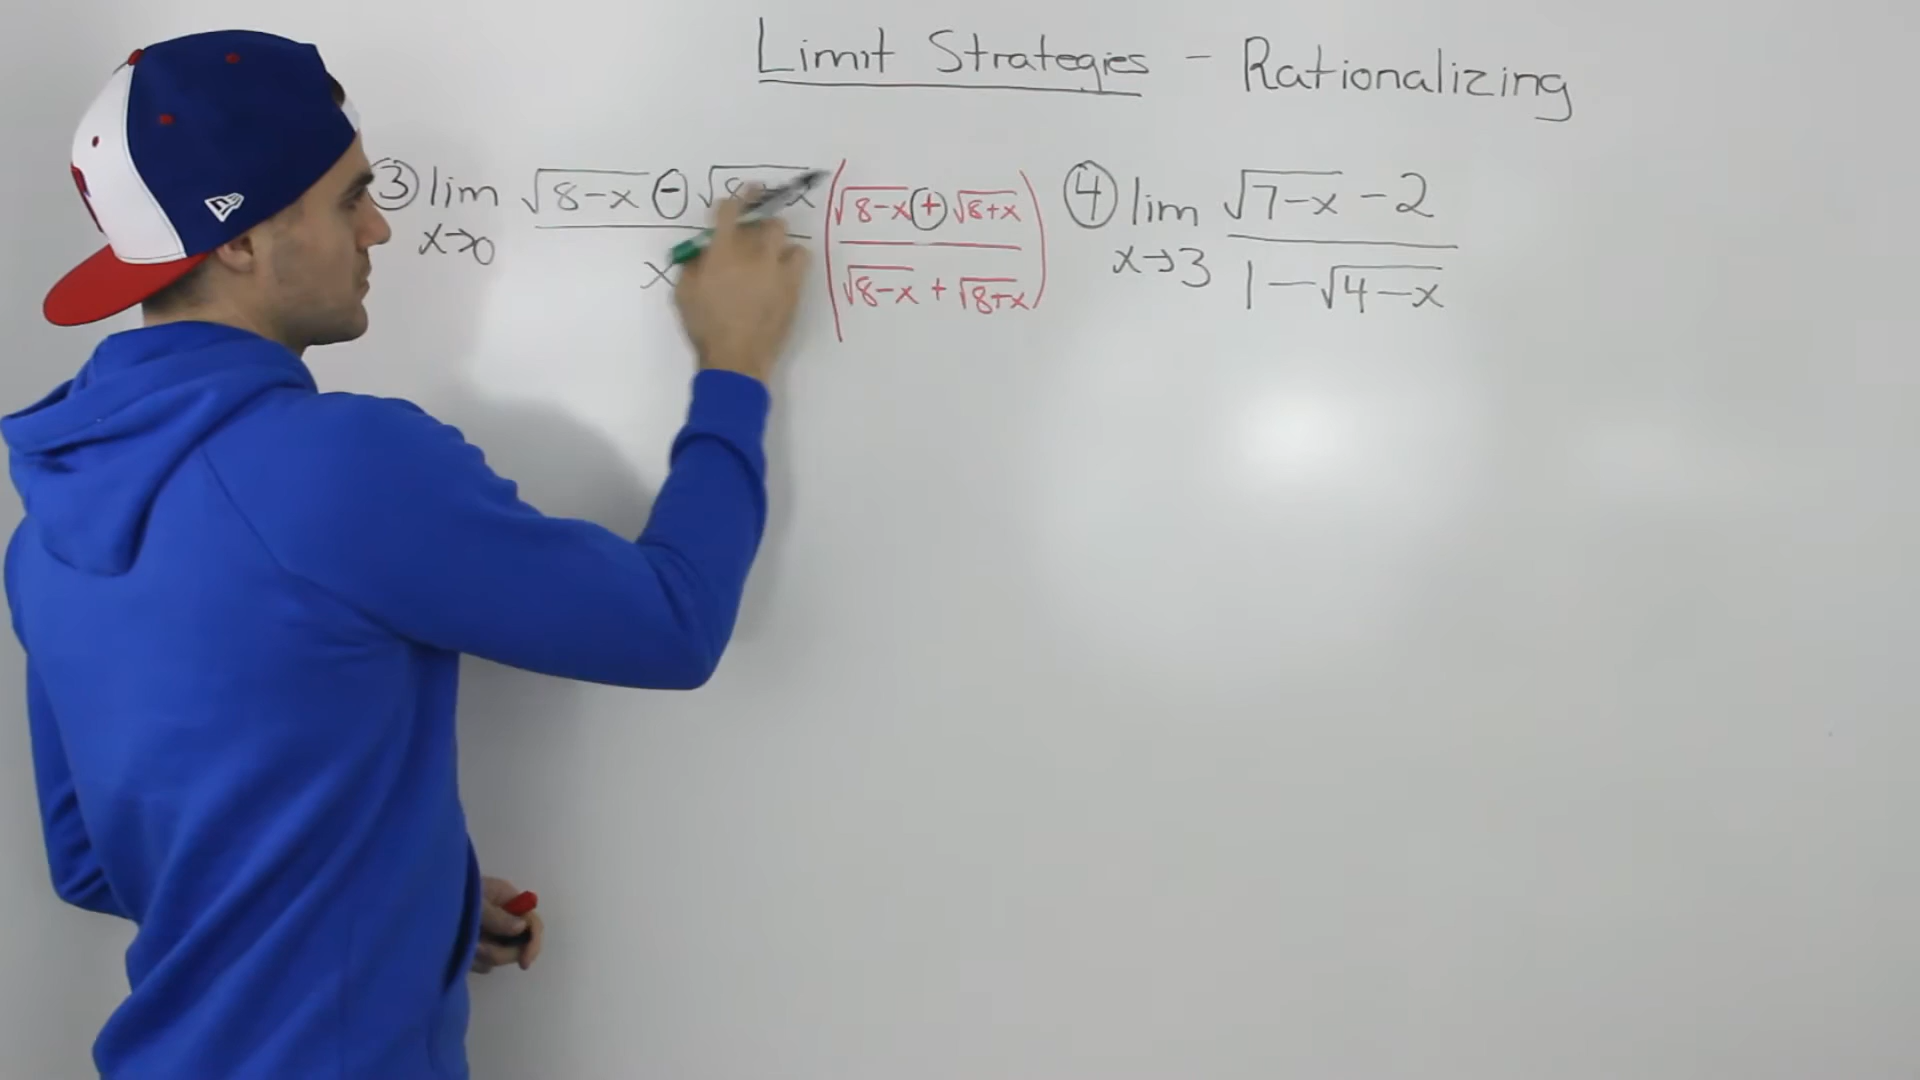 Limit Strategies - Rationalizing
③ lim x→0 √8-x ⊖ √8+x / x (√8-x ⊕ √8+x / √8-x + √8+x)
④ lim x→3 √7-x - 2 / 1 - √4-x